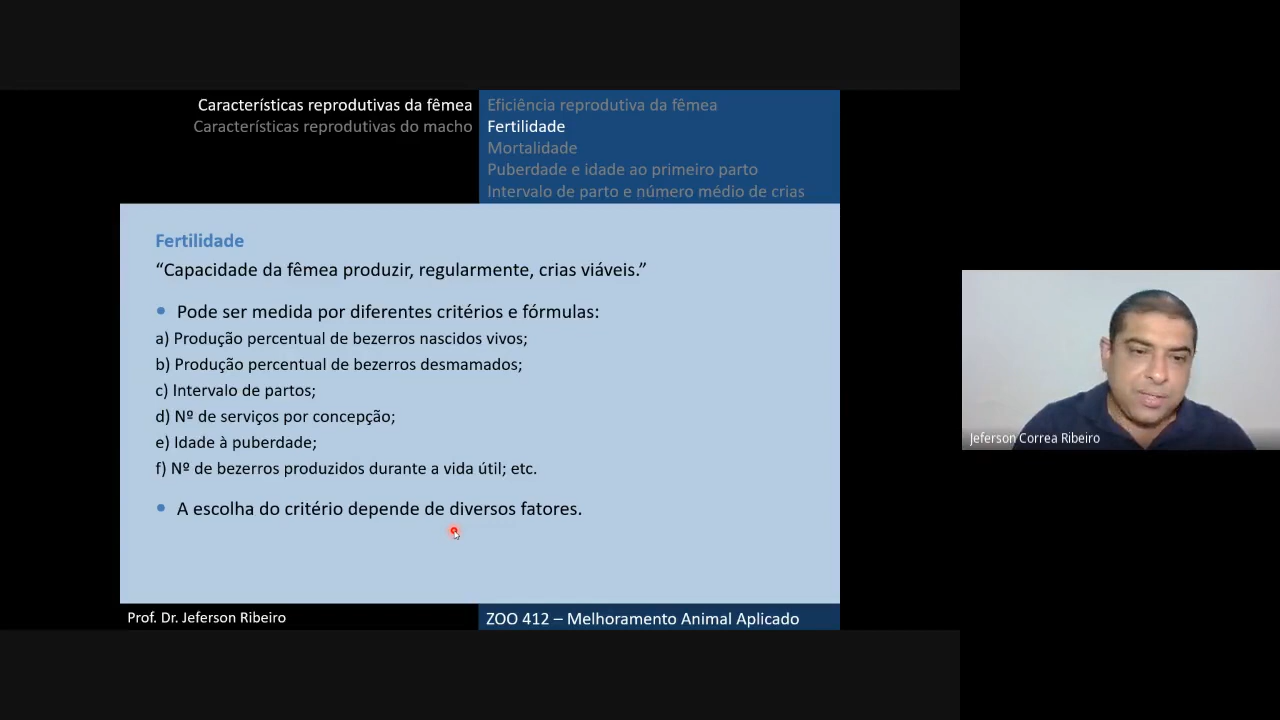 Características reprodutivas da fêmea
Características reprodutivas do macho
Eficiência reprodutiva da fêmea
Fertilidade
Mortalidade
Puberdade e idade ao primeiro parto
Intervalo de parto e número médio de crias
Fertilidade
“Capacidade da fêmea produzir, regularmente, crias viáveis.”
• Pode ser medida por diferentes critérios e fórmulas:
a) Produção percentual de bezerros nascidos vivos;
b) Produção percentual de bezerros desmamados;
c) Intervalo de partos;
d) Nº de serviços por concepção;
e) Idade à puberdade;
f) Nº de bezerros produzidos durante a vida útil; etc.
• A escolha do critério depende de diversos fatores.
Prof. Dr. Jeferson Ribeiro
ZOO 412 – Melhoramento Animal Aplicado
Jeferson Correa Ribeiro